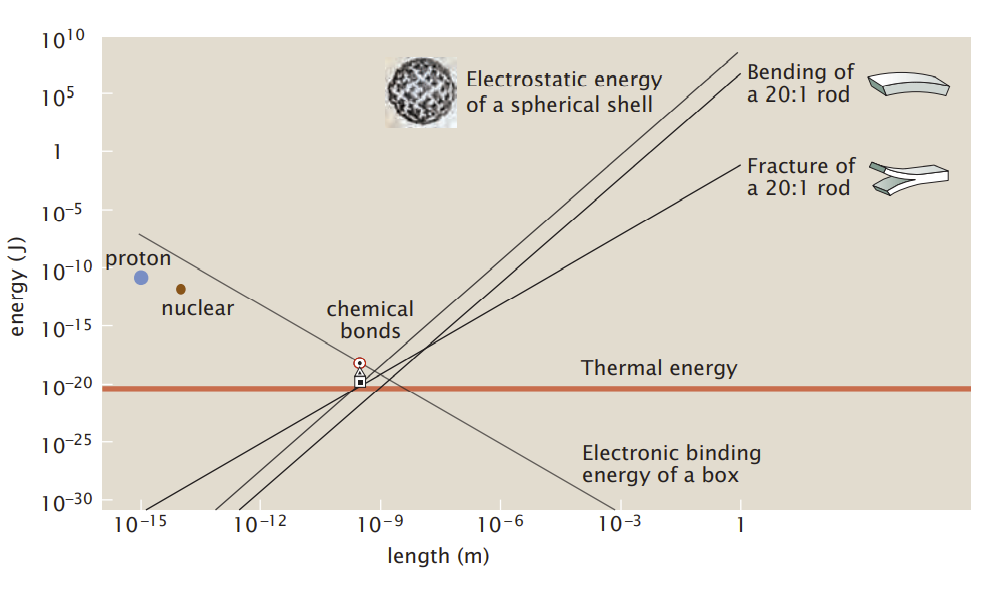 10^10
10^5
1
10^−5
10^−10
10^−15
10^−20
10^−25
10^−30
energy (J)
Electrostatic energy
of a spherical shell
Bending of
a 20:1 rod
Fracture of
a 20:1 rod
proton
nuclear
chemical
bonds
Thermal energy
Electronic binding
energy of a box
10^−15
10^−12
10^−9
10^−6
10^−3
1
length (m)